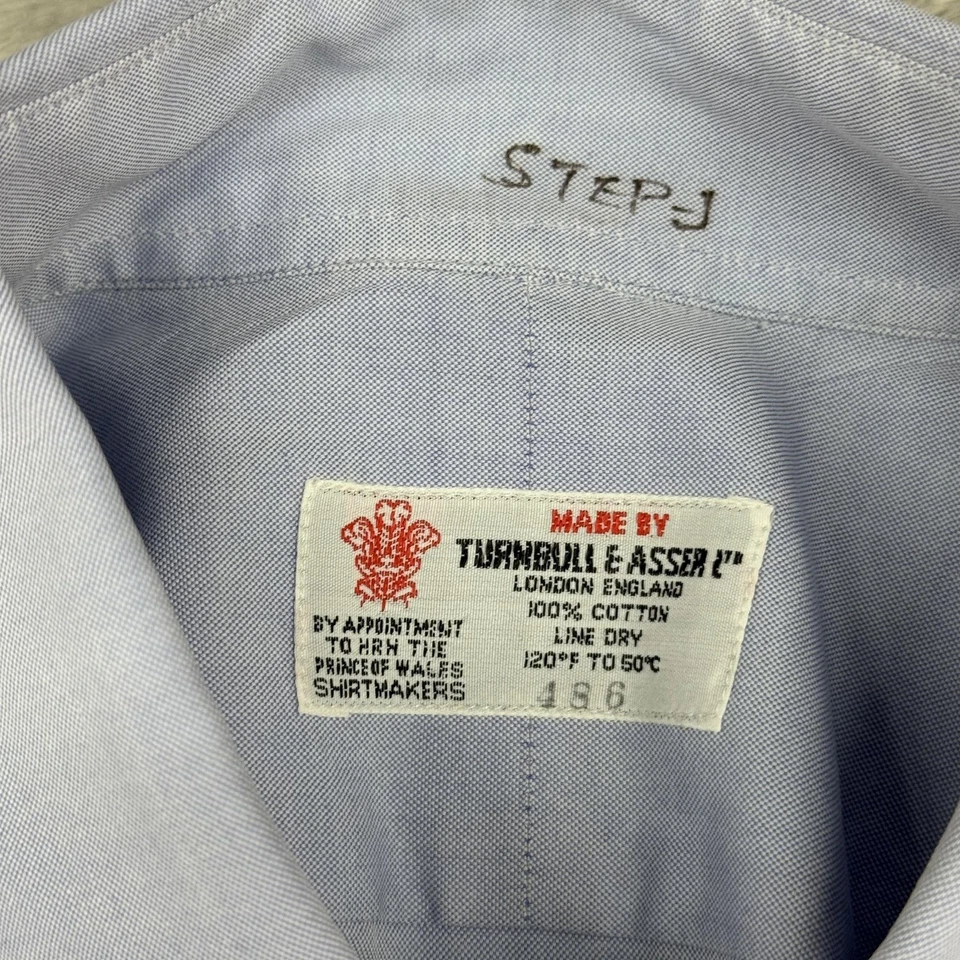 STEP-J
MADE BY
TURNBULL & ASSER LTD
LONDON ENGLAND
100% COTTON
LINE DRY
120°F TO 50°C
486
BY APPOINTMENT
TO HRH THE
PRINCE OF WALES
SHIRTMAKERS